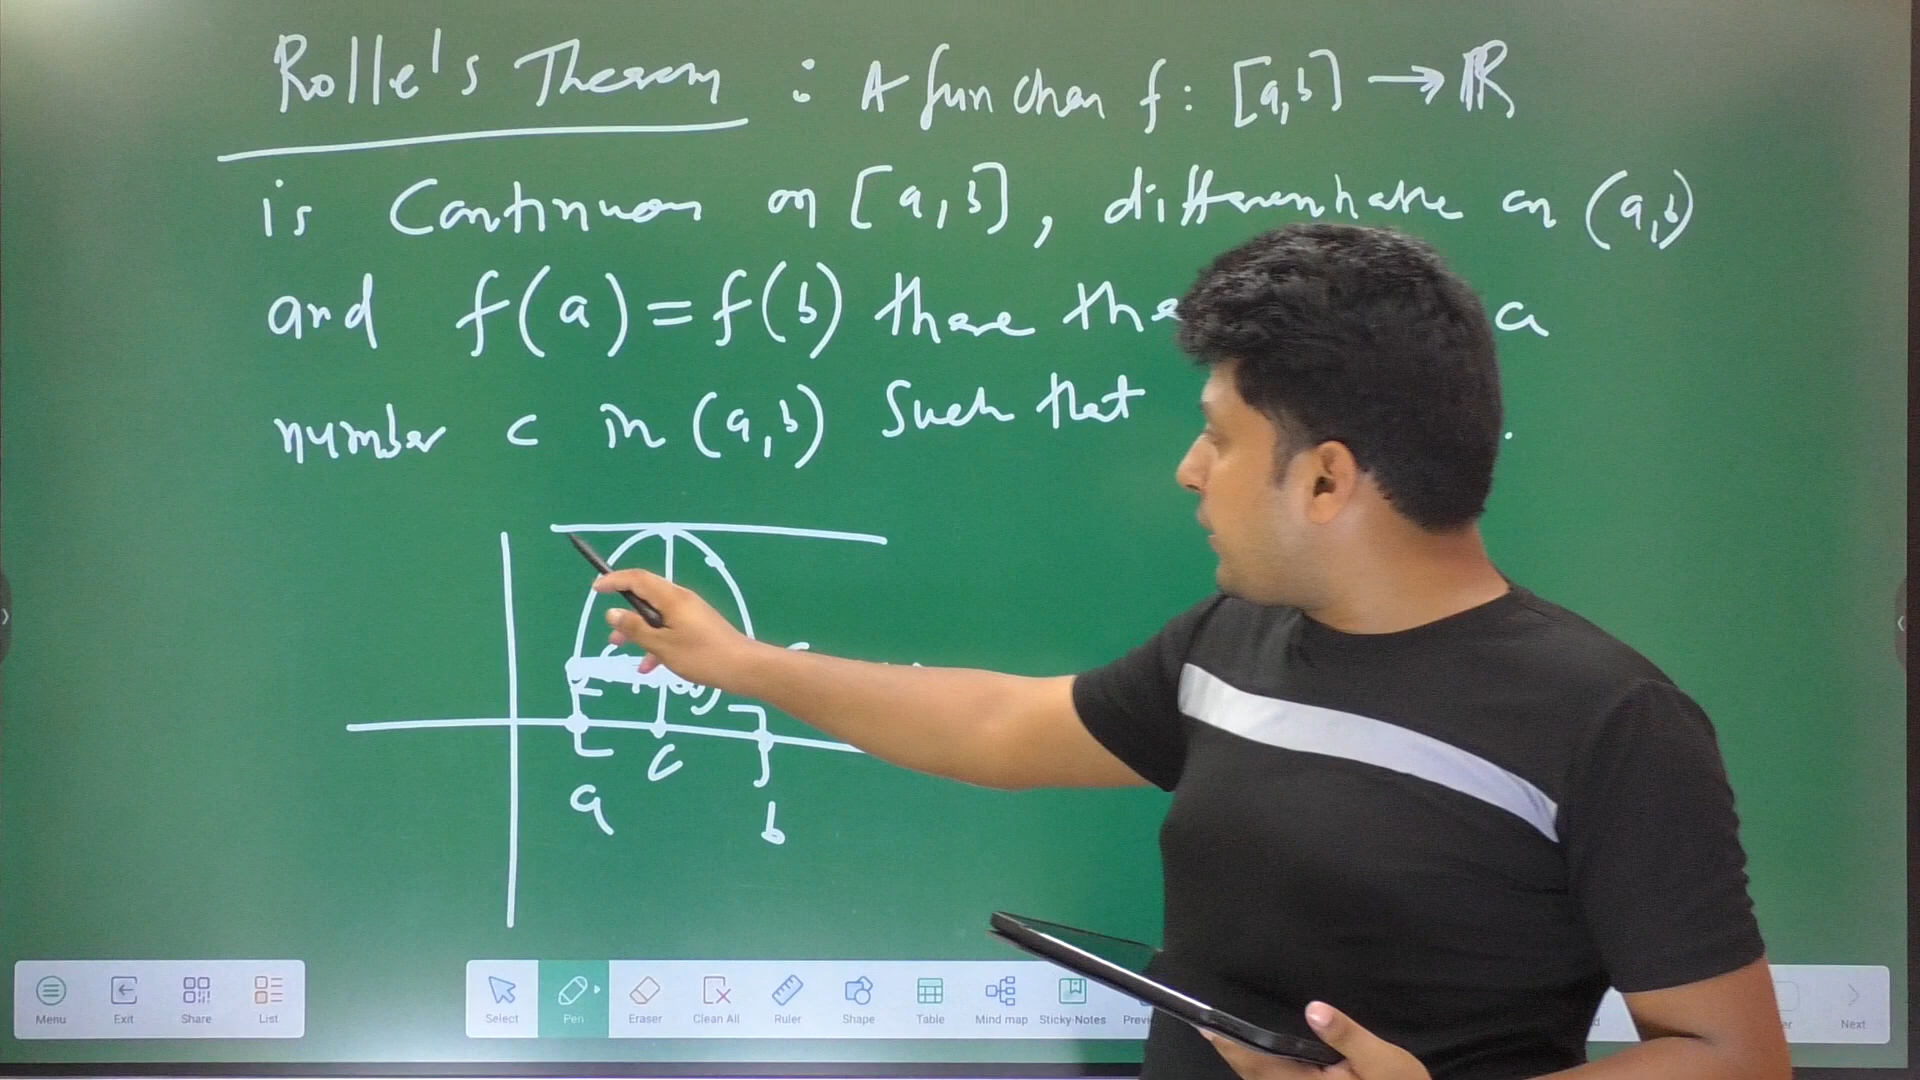 Rolle's Theorem : A function f: [a,b] → ℝ
is Continuous on [a,b], differentiable on (a,b)
and f(a)=f(b) there the a
number c in (a,b) Such that .
a
c
b
Menu Exit Share List Select Pen Eraser Clean All Ruler Shape Table Mind map Sticky Notes Next